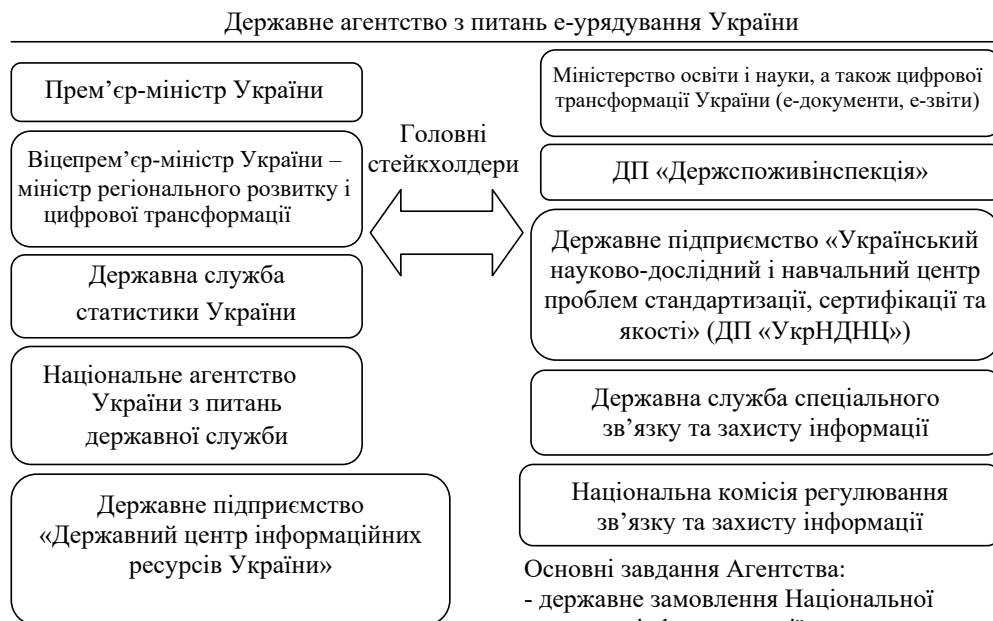 Державне агентство з питань е-урядування України
Прем’єр-міністр України
Віцепрем’єр-міністр України –
міністр регіонального розвитку і
цифрової трансформації
Державна служба
статистики України
Національне агентство
України з питань
державної служби
Державне підприємство
«Державний центр інформаційних
ресурсів України»
Головні
стейкхолдери
Міністерство освіти і науки, а також цифрової
трансформації України (е-документи, е-звіти)
ДП «Держспоживінспекція»
Державне підприємство «Український
науково-дослідний і навчальний центр
проблем стандартизації, сертифікації та
якості» (ДП «УкрНДНЦ»)
Державна служба спеціального
зв’язку та захисту інформації
Національна комісія регулювання
зв’язку та захисту інформації
Основні завдання Агентства:
- державне замовлення Національної